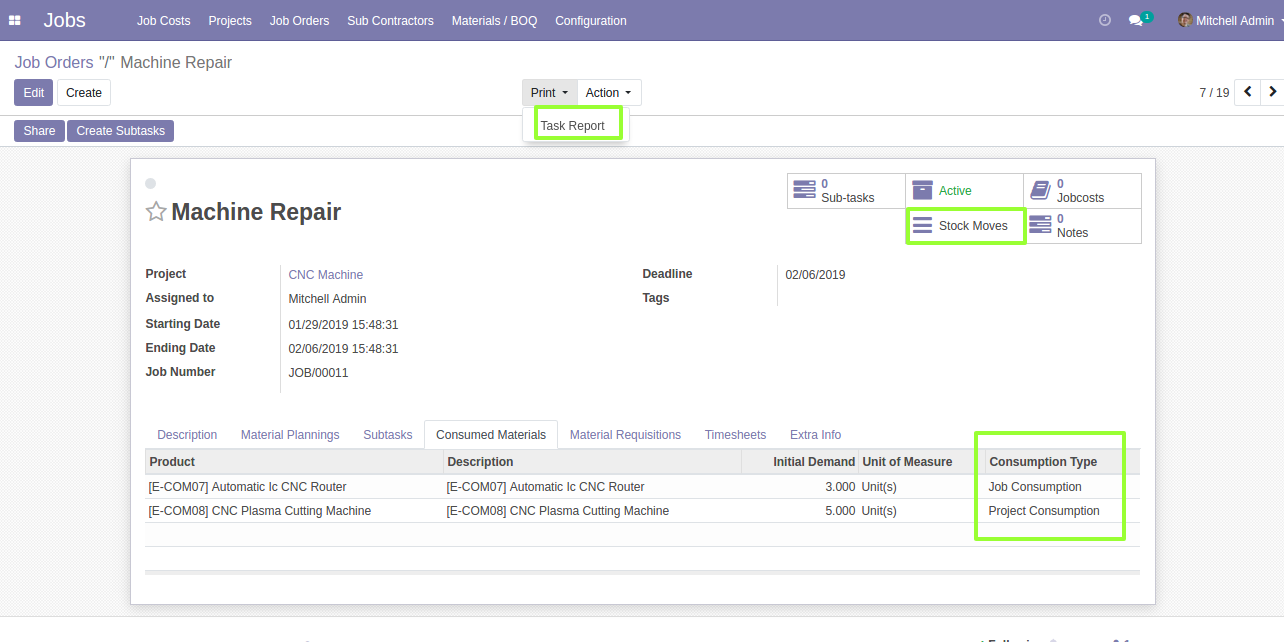 Jobs Job Costs Projects Job Orders Sub Contractors Materials / BOQ Configuration 1 Mitchell Admin
Job Orders "/" Machine Repair
Edit Create Print Action 7 / 19
Task Report
Share Create Subtasks
0
Sub-tasks
Active
0
Jobcosts
Machine Repair
Stock Moves
0
Notes
Project CNC Machine Deadline 02/06/2019
Assigned to Mitchell Admin Tags
Starting Date 01/29/2019 15:48:31
Ending Date 02/06/2019 15:48:31
Job Number JOB/00011
Description Material Plannings Subtasks Consumed Materials Material Requisitions Timesheets Extra Info
Product Description Initial Demand Unit of Measure Consumption Type
[E-COM07] Automatic Ic CNC Router [E-COM07] Automatic Ic CNC Router 3.000 Unit(s) Job Consumption
[E-COM08] CNC Plasma Cutting Machine [E-COM08] CNC Plasma Cutting Machine 5.000 Unit(s) Project Consumption